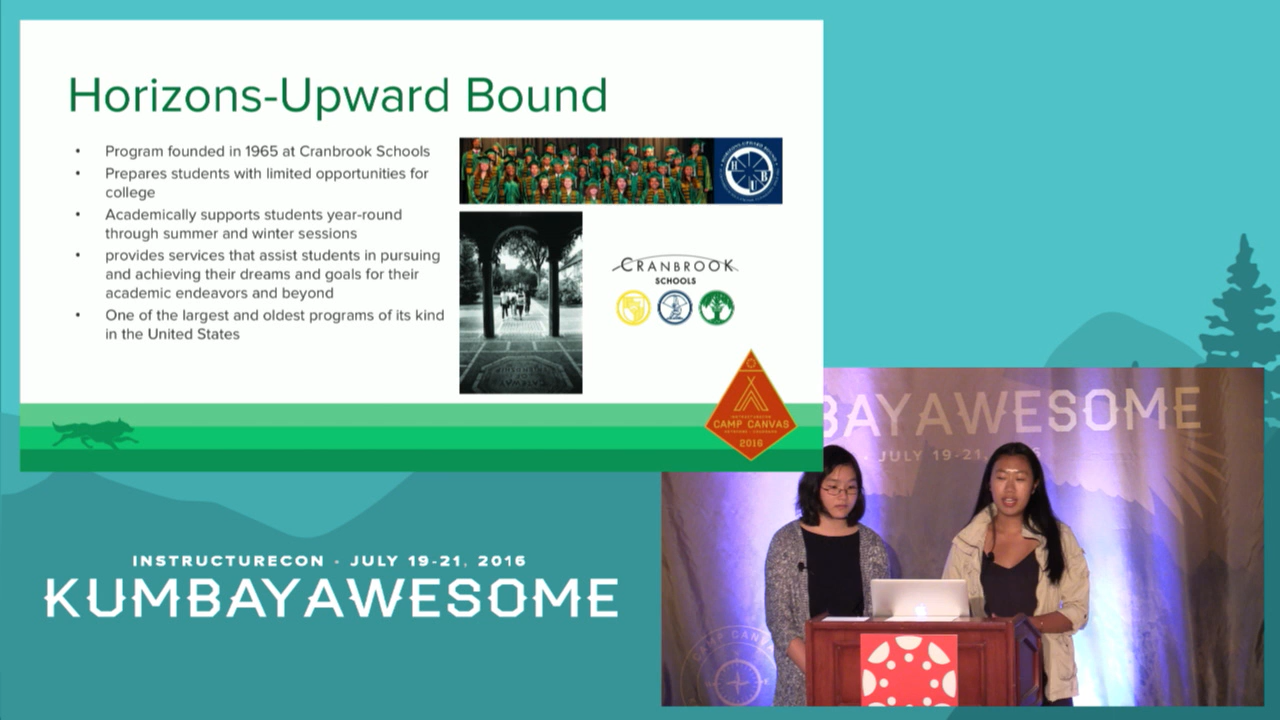 Horizons-Upward Bound
• Program founded in 1965 at Cranbrook Schools
• Prepares students with limited opportunities for
college
• Academically supports students year-round
through summer and winter sessions
• provides services that assist students in pursuing
and achieving their dreams and goals for their
academic endeavors and beyond
• One of the largest and oldest programs of its kind
in the United States
H
U
B
CRANBROOK
SCHOOLS
CAMP CANVAS
2016
BAYAWESOME
· JULY 19-21,
CAMP CANV
INSTRUCTURECON - JULY 19-21, 2016
KUMBAYAWESOME